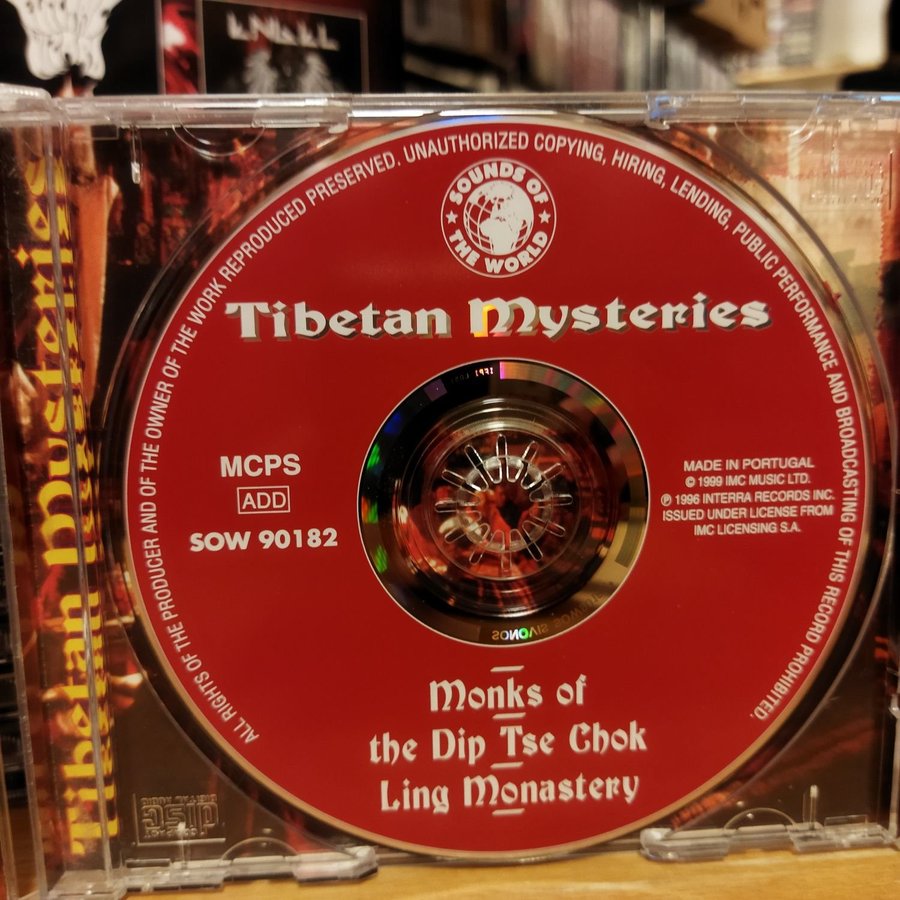 ALL RIGHTS OF THE PRODUCER AND OF THE OWNER OF THE WORK REPRODUCED PRESERVED. UNAUTHORIZED COPYING, HIRING, LENDING, PUBLIC PERFORMANCE AND BROADCASTING OF THIS RECORD PROHIBITED.
SOUNDS OF
THE WORLD
Tibetan Mysteries
Tibetan Mysteries
MCPS
ADD
SOW 90182
MADE IN PORTUGAL
© 1999 IMC MUSIC LTD.
℗ 1996 INTERRA RECORDS INC.
ISSUED UNDER LICENSE FROM
IMC LICENSING S.A.
Monks of
the Dip Tse Chok
Ling Monastery